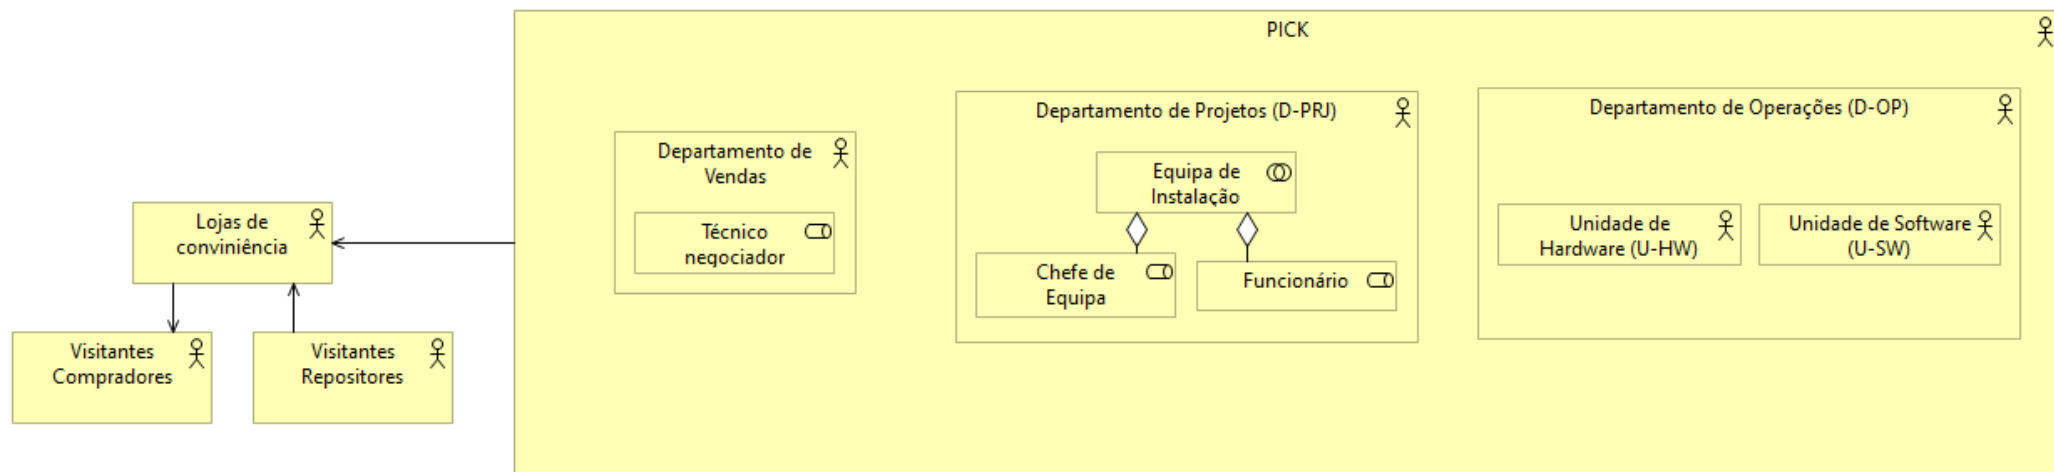 PICK
Departamento de
Vendas
Técnico
negociador
Departamento de Projetos (D-PRJ)
Equipa de
Instalação
Chefe de
Equipa
Funcionário
Departamento de Operações (D-OP)
Unidade de
Hardware (U-HW)
Unidade de Software
(U-SW)
Lojas de
conviniência
Visitantes
Compradores
Visitantes
Repositores